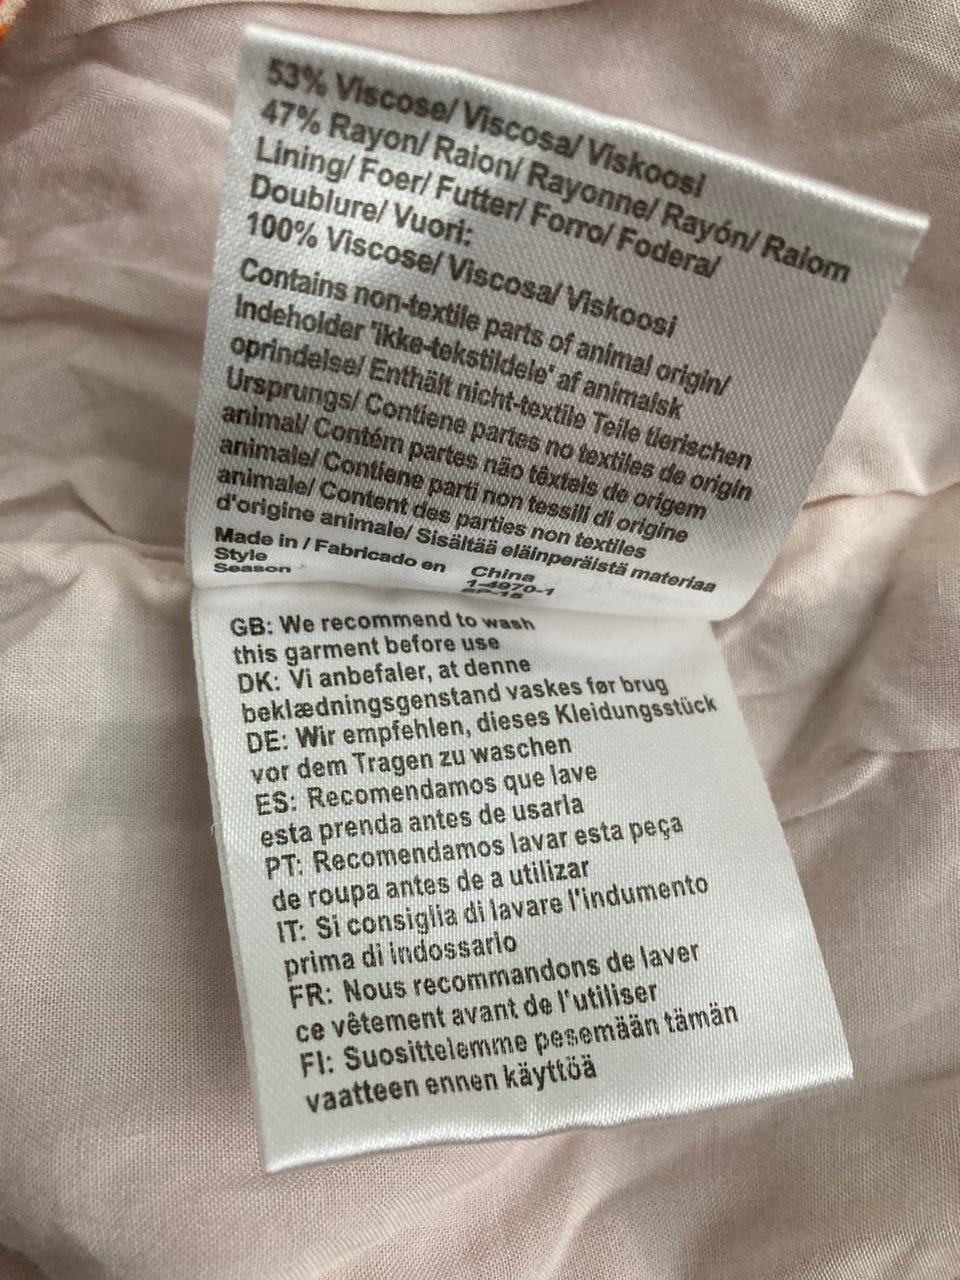 53% Viscose/ Viscosa/ Viskoosi
47% Rayon/ Raion/ Rayonne/ Rayón/ Raiom
Lining/ Foer/ Futter/ Forro/ Fodera/
Doublure/ Vuori:
100% Viscose/ Viscosa/ Viskoosi
Contains non-textile parts of animal origin/
Indeholder 'ikke-tekstildele' af animalsk
oprindelse/ Enthält nicht-textile Teile tierischen
Ursprungs/ Contiene partes no textiles de origin
animal/ Contém partes não têxteis de origem
animale/ Contiene parti non tessili di origine
animale/ Content des parties non textiles
d'origine animale/ Sisältää eläinperäistä materiaa
Made in / Fabricado en China
Style 1-4970-1
Season SP-15
GB: We recommend to wash
this garment before use
DK: Vi anbefaler, at denne
beklædningsgenstand vaskes før brug
DE: Wir empfehlen, dieses Kleidungsstück
vor dem Tragen zu waschen
ES: Recomendamos que lave
esta prenda antes de usarla
PT: Recomendamos lavar esta peça
de roupa antes de a utilizar
IT: Si consiglia di lavare l'indumento
prima di indossarlo
FR: Nous recommandons de laver
ce vêtement avant de l'utiliser
FI: Suosittelemme pesemään tämän
vaatteen ennen käyttöä